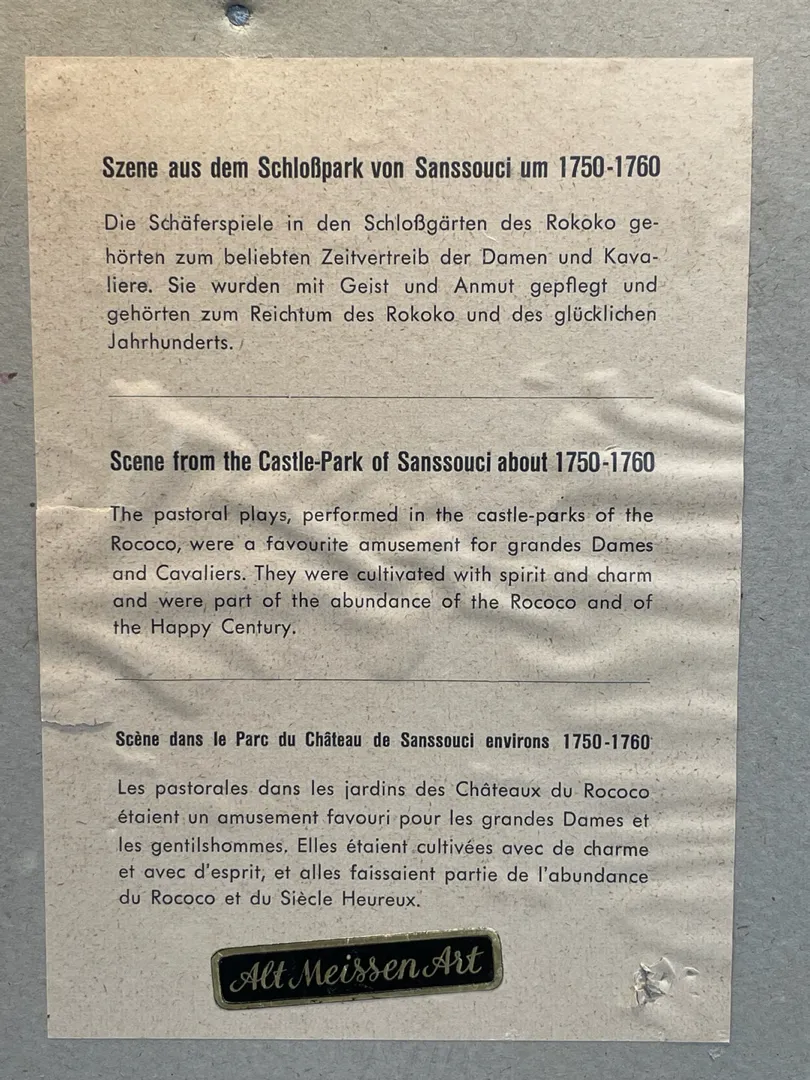 Szene aus dem Schloßpark von Sanssouci um 1750-1760
Die Schäferspiele in den Schloßgärten des Rokoko ge-
hörten zum beliebten Zeitvertreib der Damen und Kava-
liere. Sie wurden mit Geist und Anmut gepflegt und
gehörten zum Reichtum des Rokoko und des glücklichen
Jahrhunderts.
Scene from the Castle-Park of Sanssouci about 1750-1760
The pastoral plays, performed in the castle-parks of the
Rococo, were a favourite amusement for grandes Dames
and Cavaliers. They were cultivated with spirit and charm
and were part of the abundance of the Rococo and of
the Happy Century.
Scène dans le Parc du Château de Sanssouci environs 1750-1760
Les pastorales dans les jardins des Châteaux du Rococo
étaient un amusement favouri pour les grandes Dames et
les gentilshommes. Elles étaient cultivées avec de charme
et avec d'esprit, et alles faissaient partie de l'abundance
du Rococo et du Siècle Heureux.
Alt Meissen Art